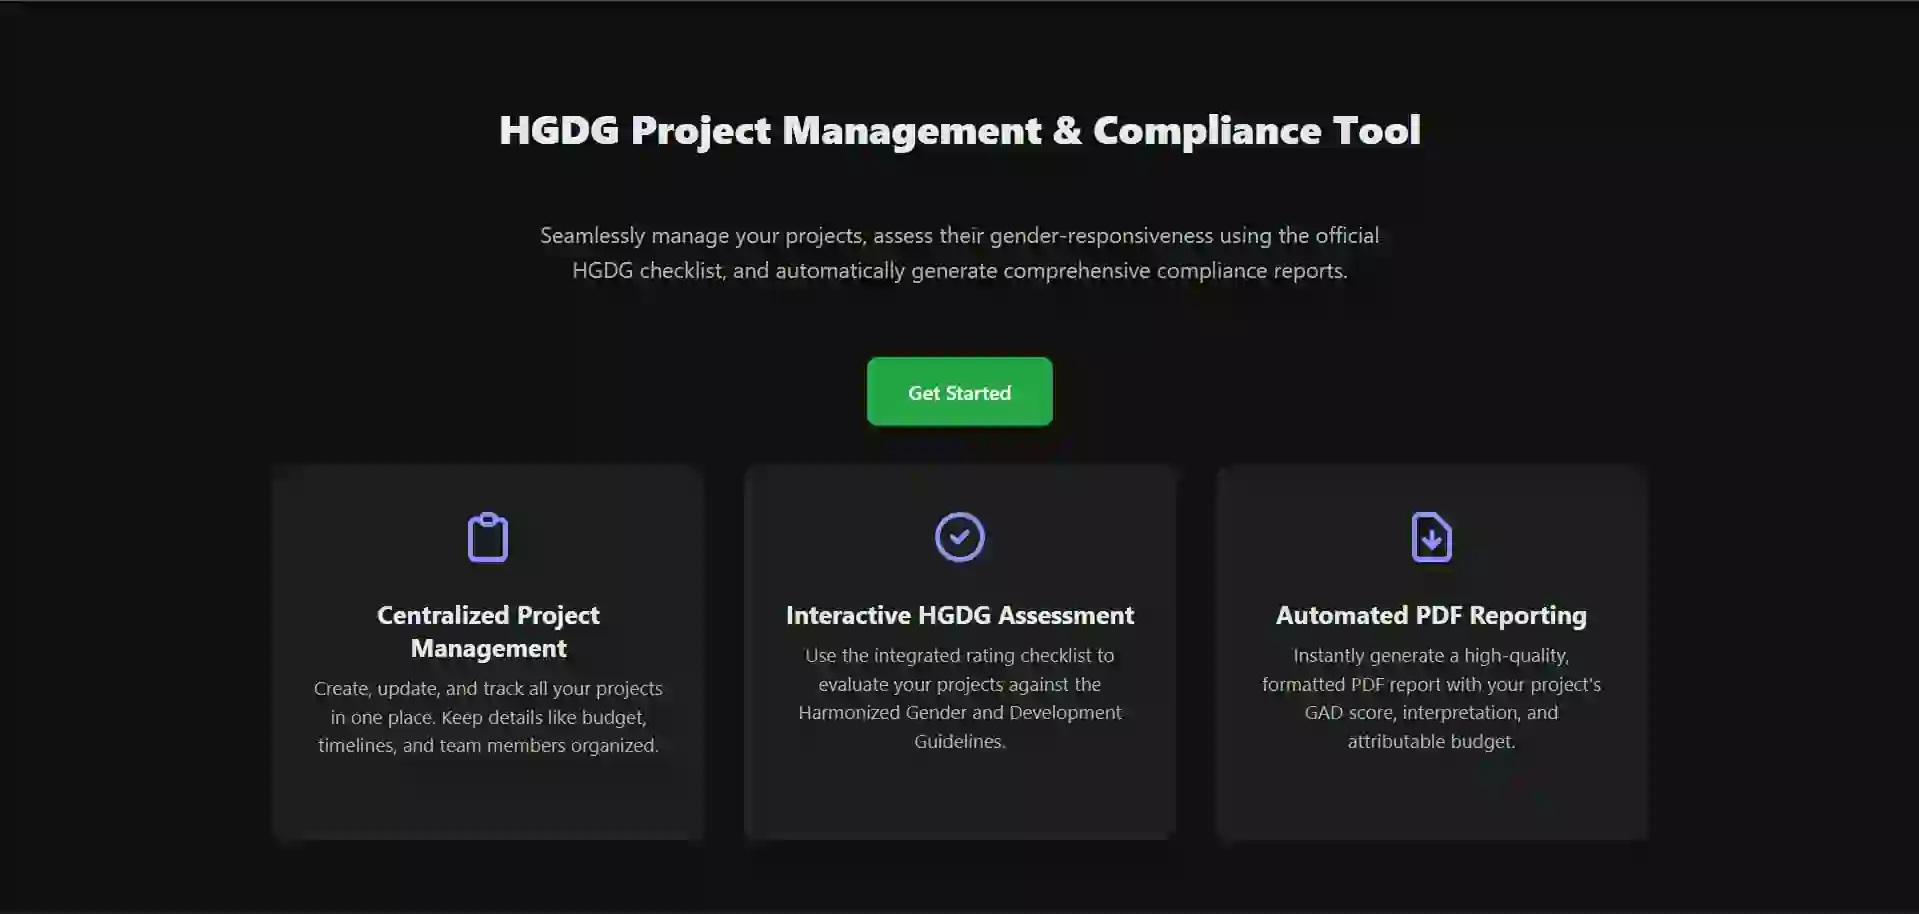 HGDG Project Management & Compliance Tool
Seamlessly manage your projects, assess their gender-responsiveness using the official
HGDG checklist, and automatically generate comprehensive compliance reports.
Get Started
Centralized Project
Management
Create, update, and track all your projects
in one place. Keep details like budget,
timelines, and team members organized.
Interactive HGDG Assessment
Use the integrated rating checklist to
evaluate your projects against the
Harmonized Gender and Development
Guidelines.
Automated PDF Reporting
Instantly generate a high-quality,
formatted PDF report with your project's
GAD score, interpretation, and
attributable budget.